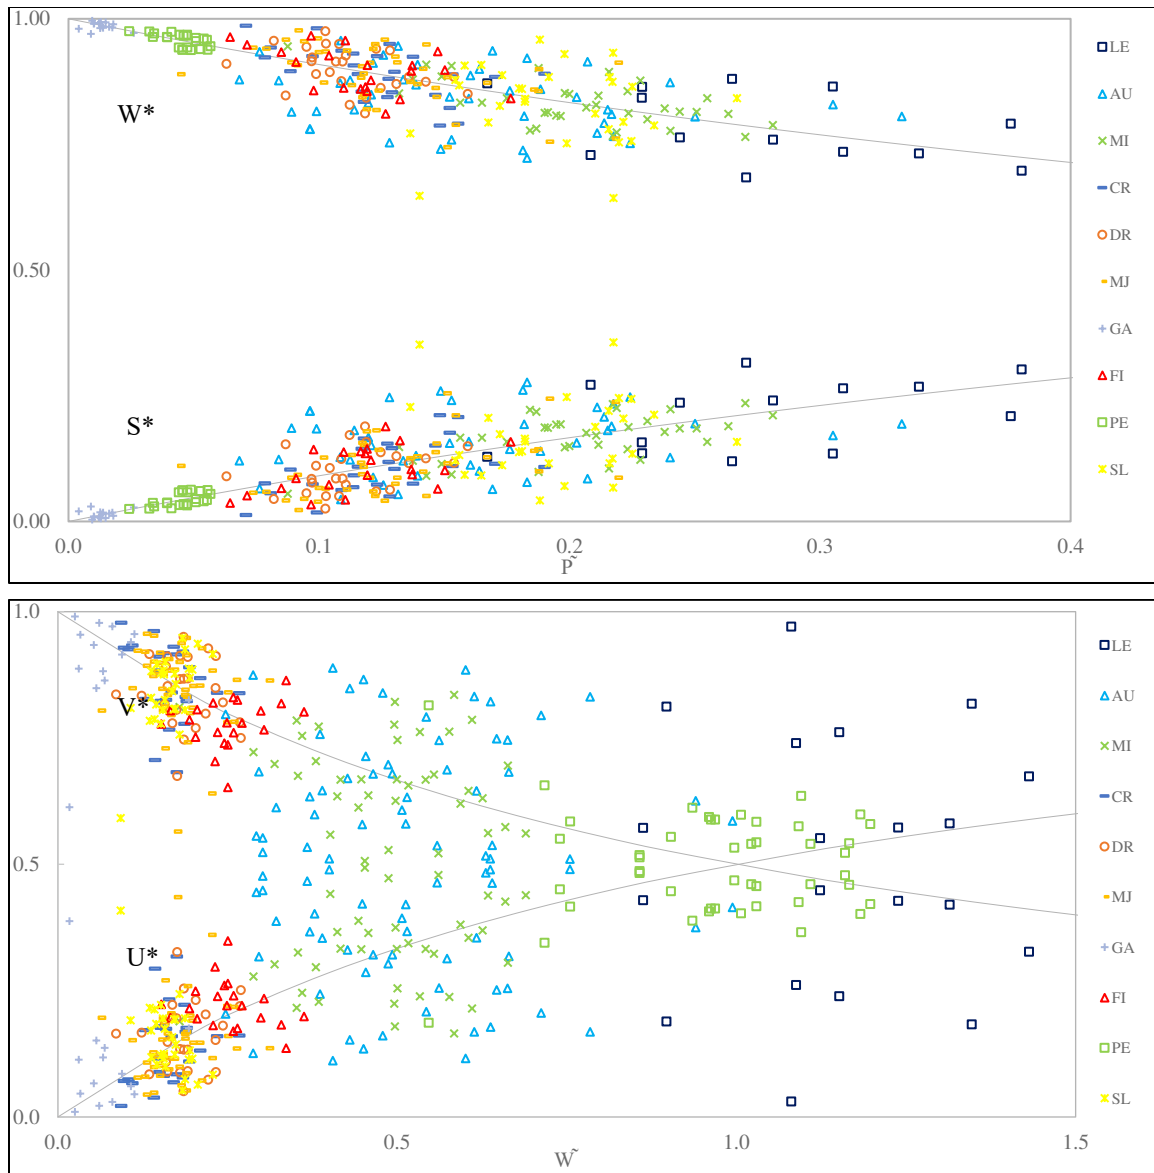 1.00
W*
0.50
S*
0.00
0.0 0.1 0.2 0.3 0.4
P̃
LE
AU
MI
CR
DR
MJ
GA
FI
PE
SL
1.0
V*
0.5
U*
0.0
0.0 0.5 1.0 1.5
W̃
LE
AU
MI
CR
DR
MJ
GA
FI
PE
SL